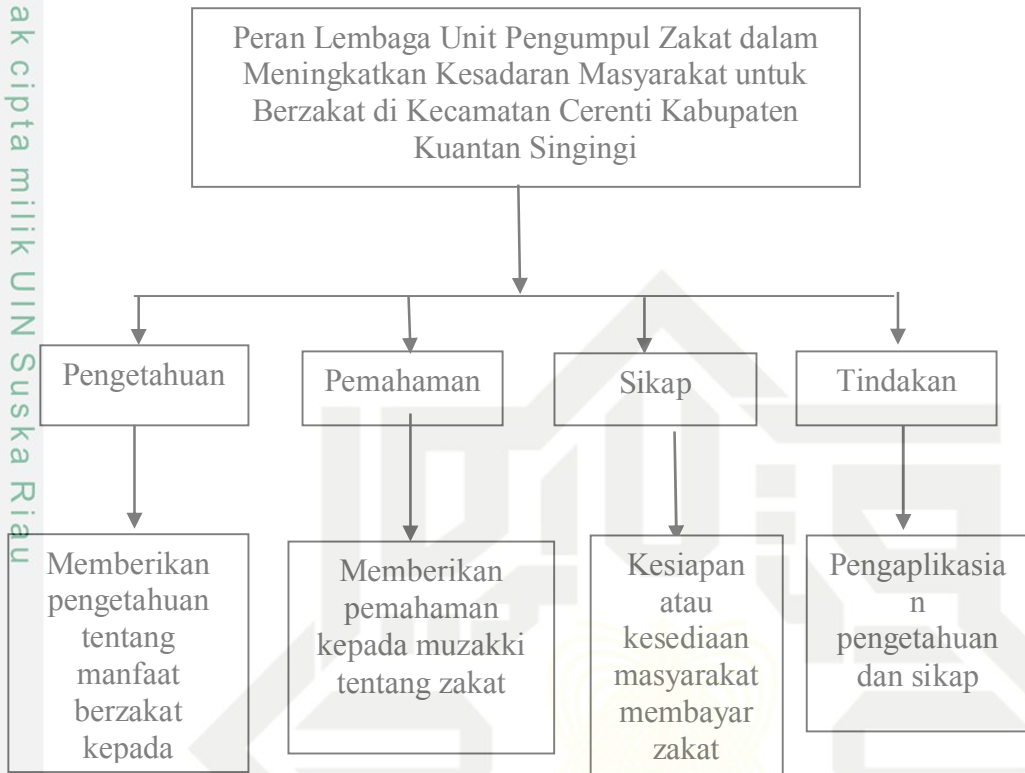 ak cipta milik UIN Suska Riau
Peran Lembaga Unit Pengumpul Zakat dalam
Meningkatkan Kesadaran Masyarakat untuk
Berzakat di Kecamatan Cerenti Kabupaten
Kuantan Singingi
Pengetahuan
Pemahaman
Sikap
Tindakan
Memberikan
pengetahuan
tentang
manfaat
berzakat
kepada
Memberikan
pemahaman
kepada muzakki
tentang zakat
Kesiapan
atau
kesediaan
masyarakat
membayar
zakat
Pengaplikasia
n
pengetahuan
dan sikap